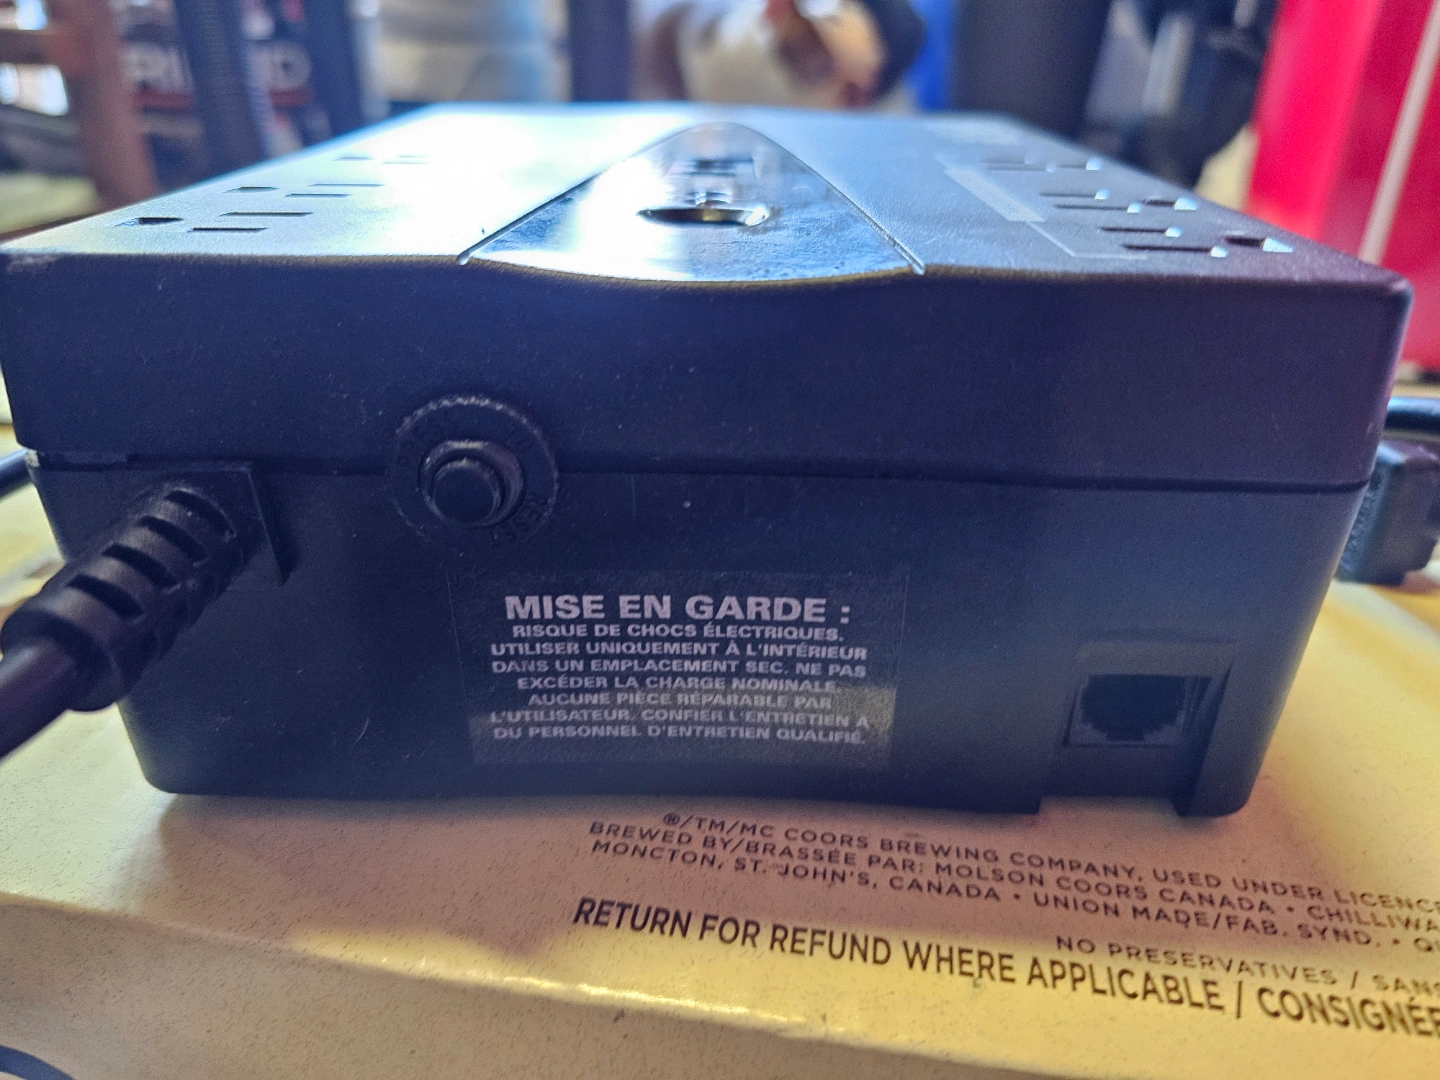 RESET
MISE EN GARDE :
RISQUE DE CHOCS ÉLECTRIQUES.
UTILISER UNIQUEMENT À L'INTÉRIEUR
DANS UN EMPLACEMENT SEC. NE PAS
EXCÉDER LA CHARGE NOMINALE.
AUCUNE PIÈCE RÉPARABLE PAR
L'UTILISATEUR. CONFIER L'ENTRETIEN À
DU PERSONNEL D'ENTRETIEN QUALIFIÉ.
®/TM/MC COORS BREWING COMPANY, USED UNDER LICENCE
BREWED BY/BRASSÉE PAR: MOLSON COORS CANADA • CHILLIWA
MONCTON, ST. JOHN'S, CANADA • UNION MADE/FAB. SYND. •
NO PRESERVATIVES / SANS
RETURN FOR REFUND WHERE APPLICABLE / CONSIGNÉE